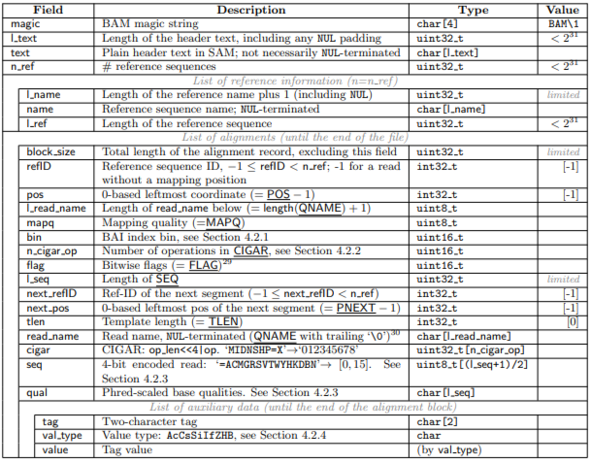 Field Description Type Value
magic BAM magic string char[4] BAM\1
l_text Length of the header text, including any NUL padding uint32_t < 2^31
text Plain header text in SAM; not necessarily NUL-terminated char[l_text]
n_ref # reference sequences uint32_t < 2^31
List of reference information (n=n_ref)
l_name Length of the reference name plus 1 (including NUL) uint32_t limited
name Reference sequence name; NUL-terminated char[l_name]
l_ref Length of the reference sequence uint32_t < 2^31
List of alignments (until the end of the file)
block_size Total length of the alignment record, excluding this field uint32_t limited
refID Reference sequence ID, −1 ≤ refID < n_ref; -1 for a read int32_t [-1]
without a mapping position
pos 0-based leftmost coordinate (= POS − 1) int32_t [-1]
l_read_name Length of read_name below (= length(QNAME) + 1) uint8_t
mapq Mapping quality (=MAPQ) uint8_t
bin BAI index bin, see Section 4.2.1 uint16_t
n_cigar_op Number of operations in CIGAR, see Section 4.2.2 uint16_t
flag Bitwise flags (= FLAG)^29 uint16_t
l_seq Length of SEQ uint32_t limited
next_refID Ref-ID of the next segment (−1 ≤ next_refID < n_ref) int32_t [-1]
next_pos 0-based leftmost pos of the next segment (= PNEXT − 1) int32_t [-1]
tlen Template length (= TLEN) int32_t [0]
read_name Read name, NUL-terminated (QNAME with trailing ‘\0’)^30 char[l_read_name]
cigar CIGAR: op_len<<4|op. ‘MIDNSHP=X’→‘012345678’ uint32_t[n_cigar_op]
seq 4-bit encoded read: ‘=ACMGRSVTWYHKDBN’→ [0, 15]. See uint8_t[(l_seq+1)/2]
Section 4.2.3
qual Phred-scaled base qualities. See Section 4.2.3 char[l_seq]
List of auxiliary data (until the end of the alignment block)
tag Two-character tag char[2]
val_type Value type: AcCsSiIfZHB, see Section 4.2.4 char
value Tag value (by val_type)